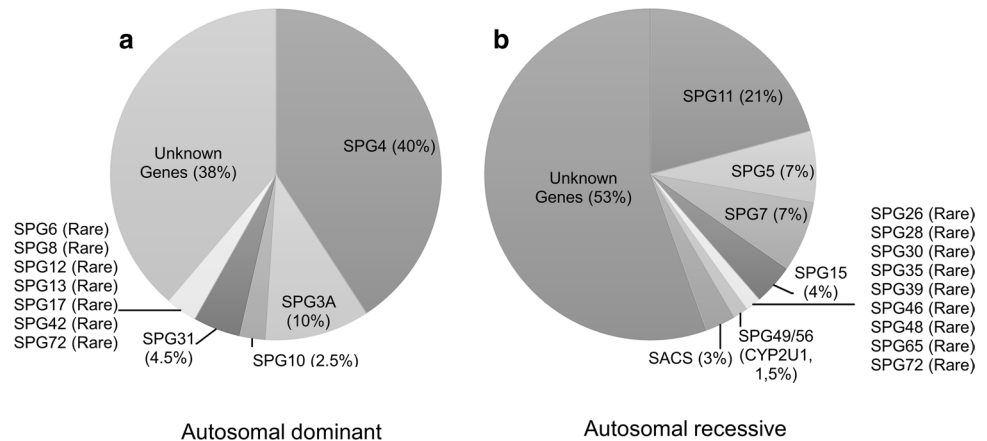 a
Unknown
Genes (38%)
SPG4 (40%)
SPG3A
(10%)
SPG10 (2.5%)
SPG31
(4.5%)
SPG6 (Rare)
SPG8 (Rare)
SPG12 (Rare)
SPG13 (Rare)
SPG17 (Rare)
SPG42 (Rare)
SPG72 (Rare)
Autosomal dominant
b
Unknown
Genes (53%)
SPG11 (21%)
SPG5 (7%)
SPG7 (7%)
SPG15
(4%)
SPG26 (Rare)
SPG28 (Rare)
SPG30 (Rare)
SPG35 (Rare)
SPG39 (Rare)
SPG46 (Rare)
SPG48 (Rare)
SPG65 (Rare)
SPG72 (Rare)
SPG49/56
(CYP2U1,
1,5%)
SACS (3%)
Autosomal recessive